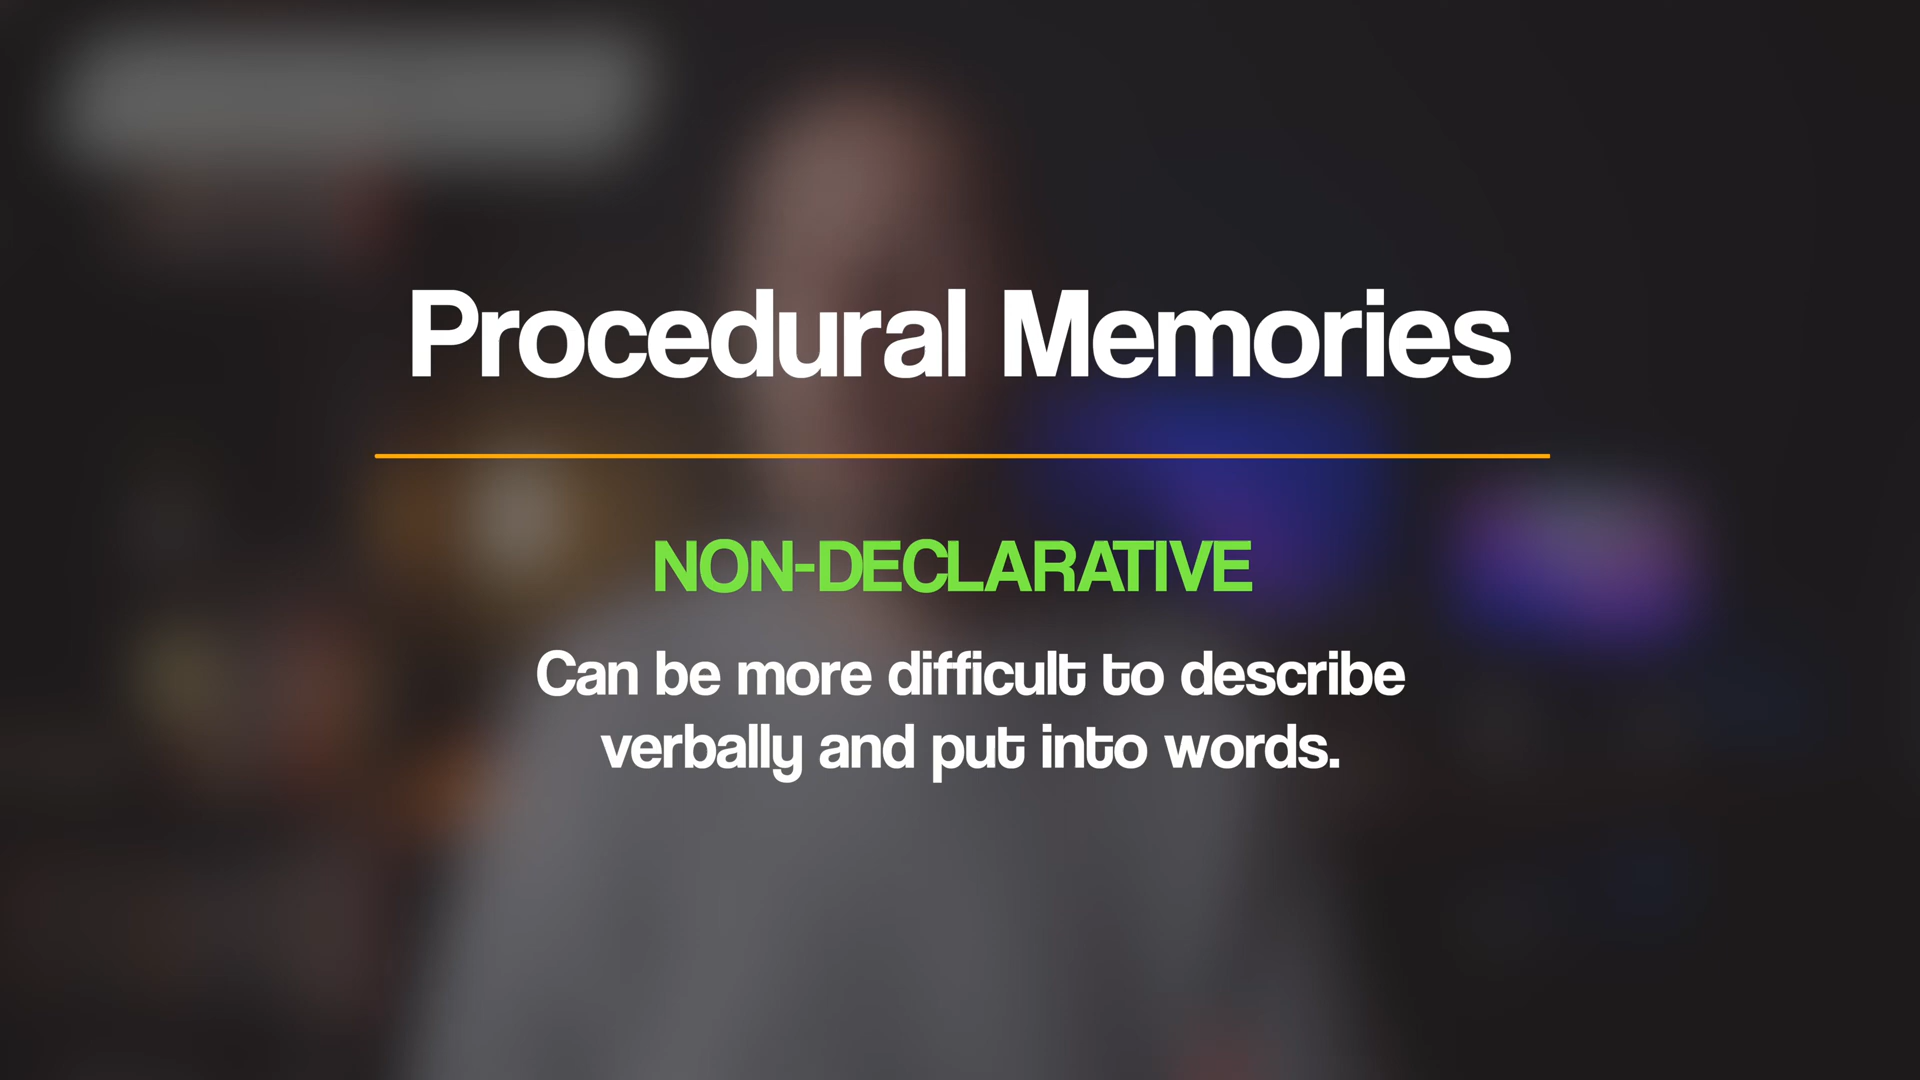 Procedural Memories
NON-DECLARATIVE
Can be more difficult to describe
verbally and put into words.